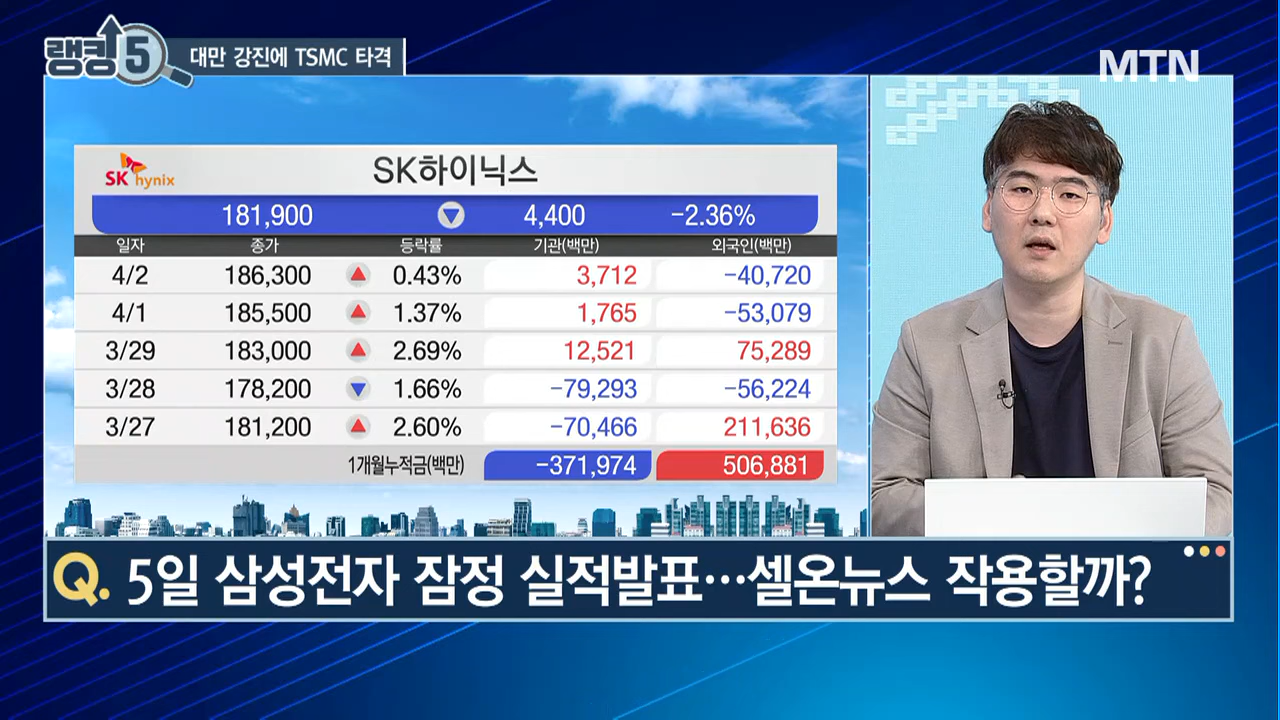 랭킹5
대만 강진에 TSMC 타격
MTN
SK hynix
SK하이닉스
181,900 ▼ 4,400 -2.36%
일자 종가 등락률 기관(백만) 외국인(백만)
4/2 186,300 ▲ 0.43% 3,712 -40,720
4/1 185,500 ▲ 1.37% 1,765 -53,079
3/29 183,000 ▲ 2.69% 12,521 75,289
3/28 178,200 ▼ 1.66% -79,293 -56,224
3/27 181,200 ▲ 2.60% -70,466 211,636
1개월누적금(백만) -371,974 506,881
Q. 5일 삼성전자 잠정 실적발표…셀온뉴스 작용할까?